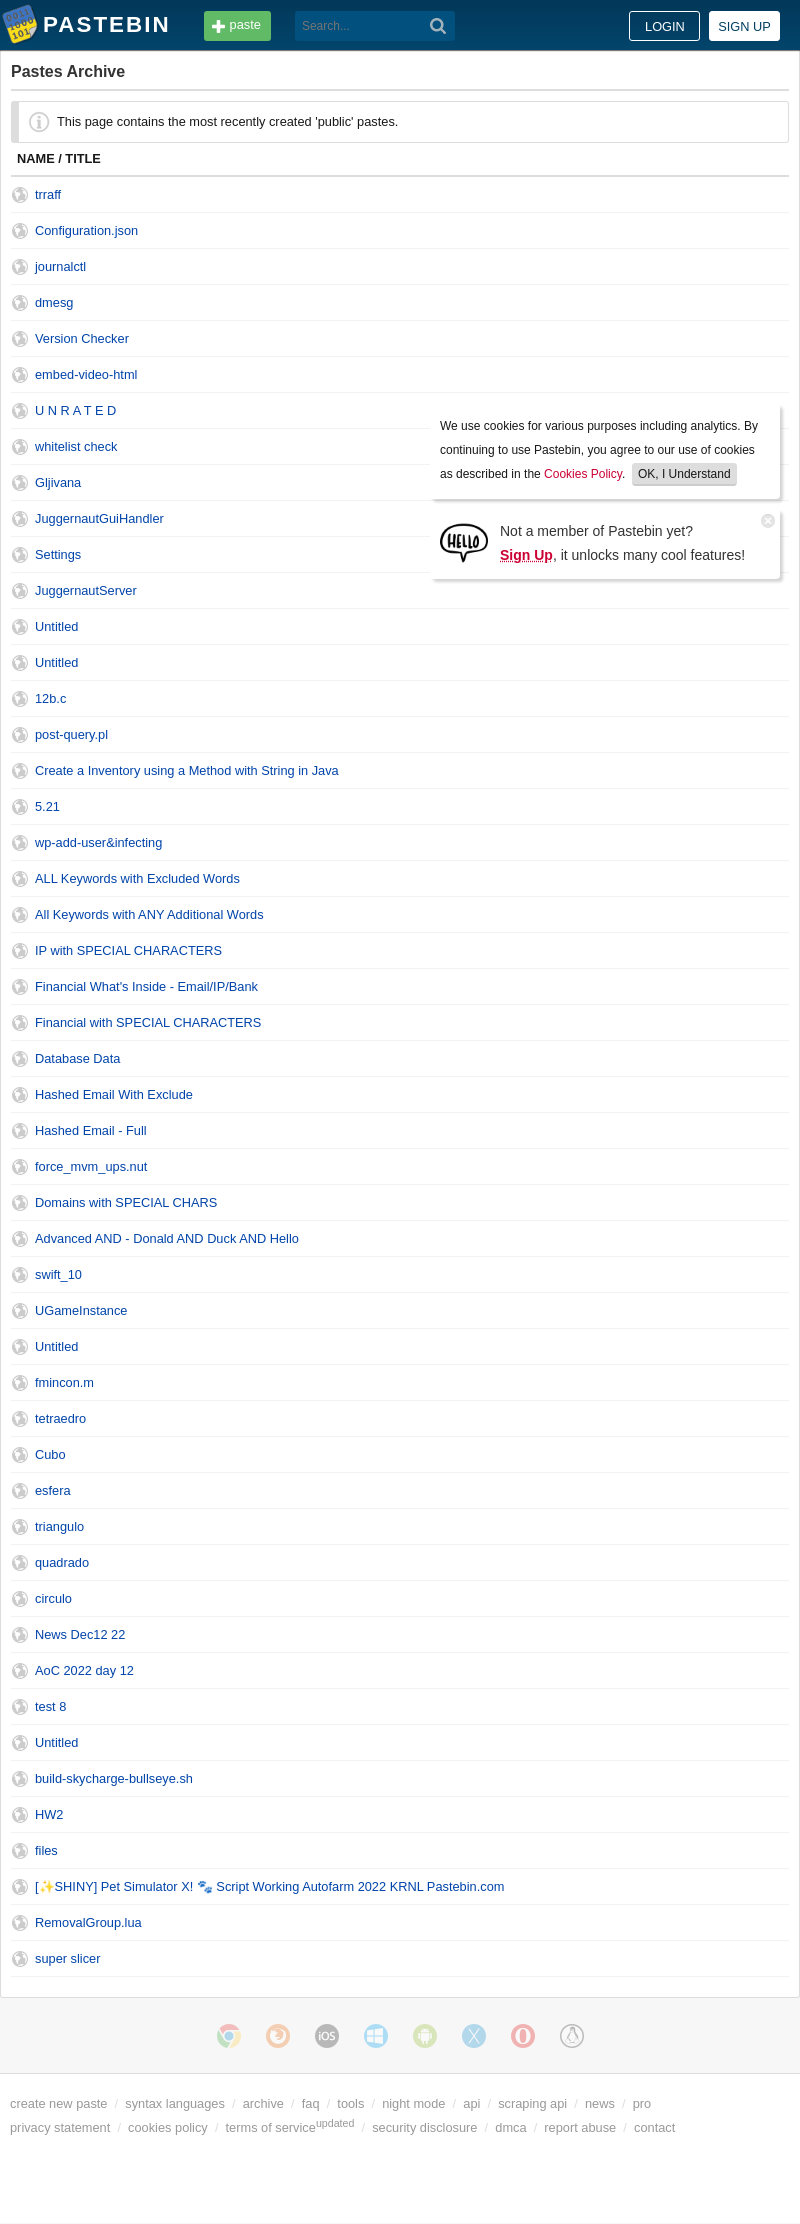 PASTEBIN
paste
Search...
LOGIN
SIGN UP
Pastes Archive
This page contains the most recently created 'public' pastes.
NAME / TITLE
trraff
Configuration.json
journalctl
dmesg
Version Checker
embed-video-html
U N R A T E D
whitelist check
Gljivana
JuggernautGuiHandler
Settings
JuggernautServer
We use cookies for various purposes including analytics. By
continuing to use Pastebin, you agree to our use of cookies
as described in the Cookies Policy. OK, I Understand
HELLO
Not a member of Pastebin yet?
Sign Up, it unlocks many cool features!
Untitled
Untitled
12b.c
post-query.pl
Create a Inventory using a Method with String in Java
5.21
wp-add-user&infecting
ALL Keywords with Excluded Words
All Keywords with ANY Additional Words
IP with SPECIAL CHARACTERS
Financial What's Inside - Email/IP/Bank
Financial with SPECIAL CHARACTERS
Database Data
Hashed Email With Exclude
Hashed Email - Full
force_mvm_ups.nut
Domains with SPECIAL CHARS
Advanced AND - Donald AND Duck AND Hello
swift_10
UGameInstance
Untitled
fmincon.m
tetraedro
Cubo
esfera
triangulo
quadrado
circulo
News Dec12 22
AoC 2022 day 12
test 8
Untitled
build-skycharge-bullseye.sh
HW2
files
[✨SHINY] Pet Simulator X! 🐾 Script Working Autofarm 2022 KRNL Pastebin.com
RemovalGroup.lua
super slicer
iOS
create new paste / syntax languages / archive / faq / tools / night mode / api / scraping api / news / pro
privacy statement / cookies policy / terms of serviceupdated / security disclosure / dmca / report abuse / contact